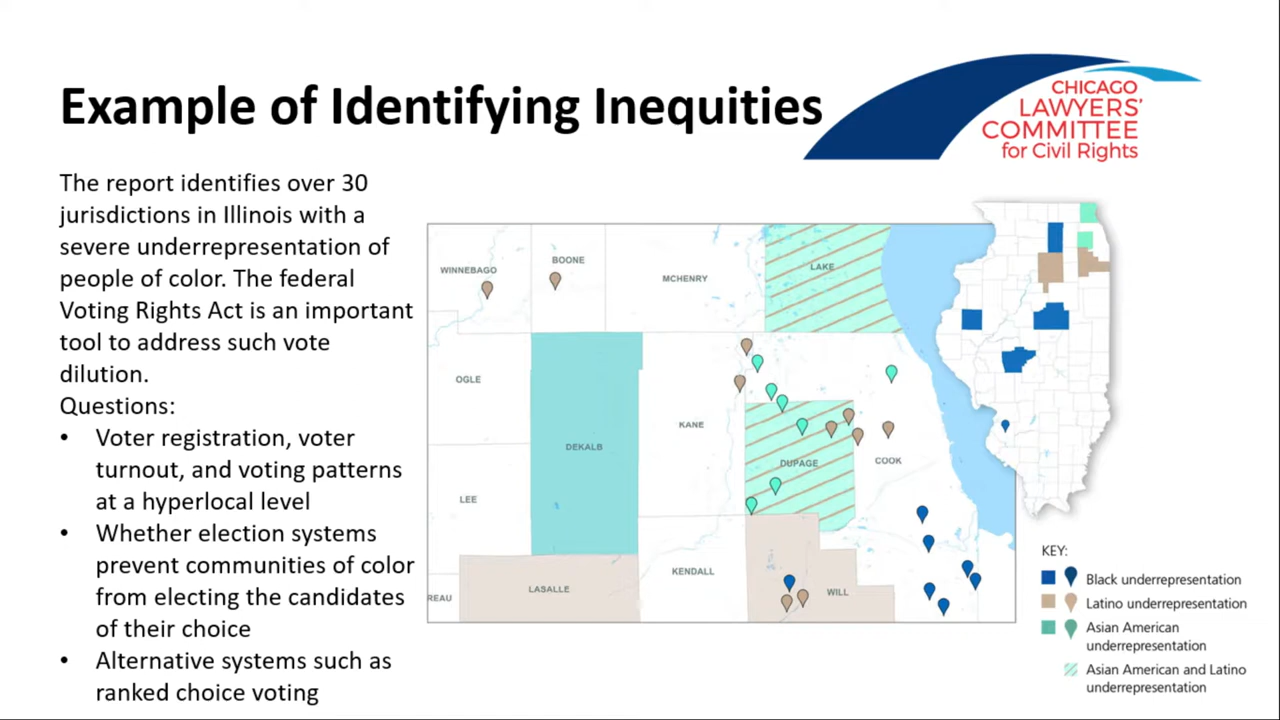 Example of Identifying Inequities
CHICAGO
LAWYERS'
COMMITTEE
for Civil Rights
The report identifies over 30
jurisdictions in Illinois with a
severe underrepresentation of
people of color. The federal
Voting Rights Act is an important
tool to address such vote
dilution.
Questions:
• Voter registration, voter
turnout, and voting patterns
at a hyperlocal level
• Whether election systems
prevent communities of color
from electing the candidates
of their choice
• Alternative systems such as
ranked choice voting
WINNEBAGO
BOONE
MCHENRY
LAKE
OGLE
DEKALB
KANE
DUPAGE
COOK
LEE
REAU
LASALLE
KENDALL
WILL
KEY:
Black underrepresentation
Latino underrepresentation
Asian American
underrepresentation
Asian American and Latino
underrepresentation